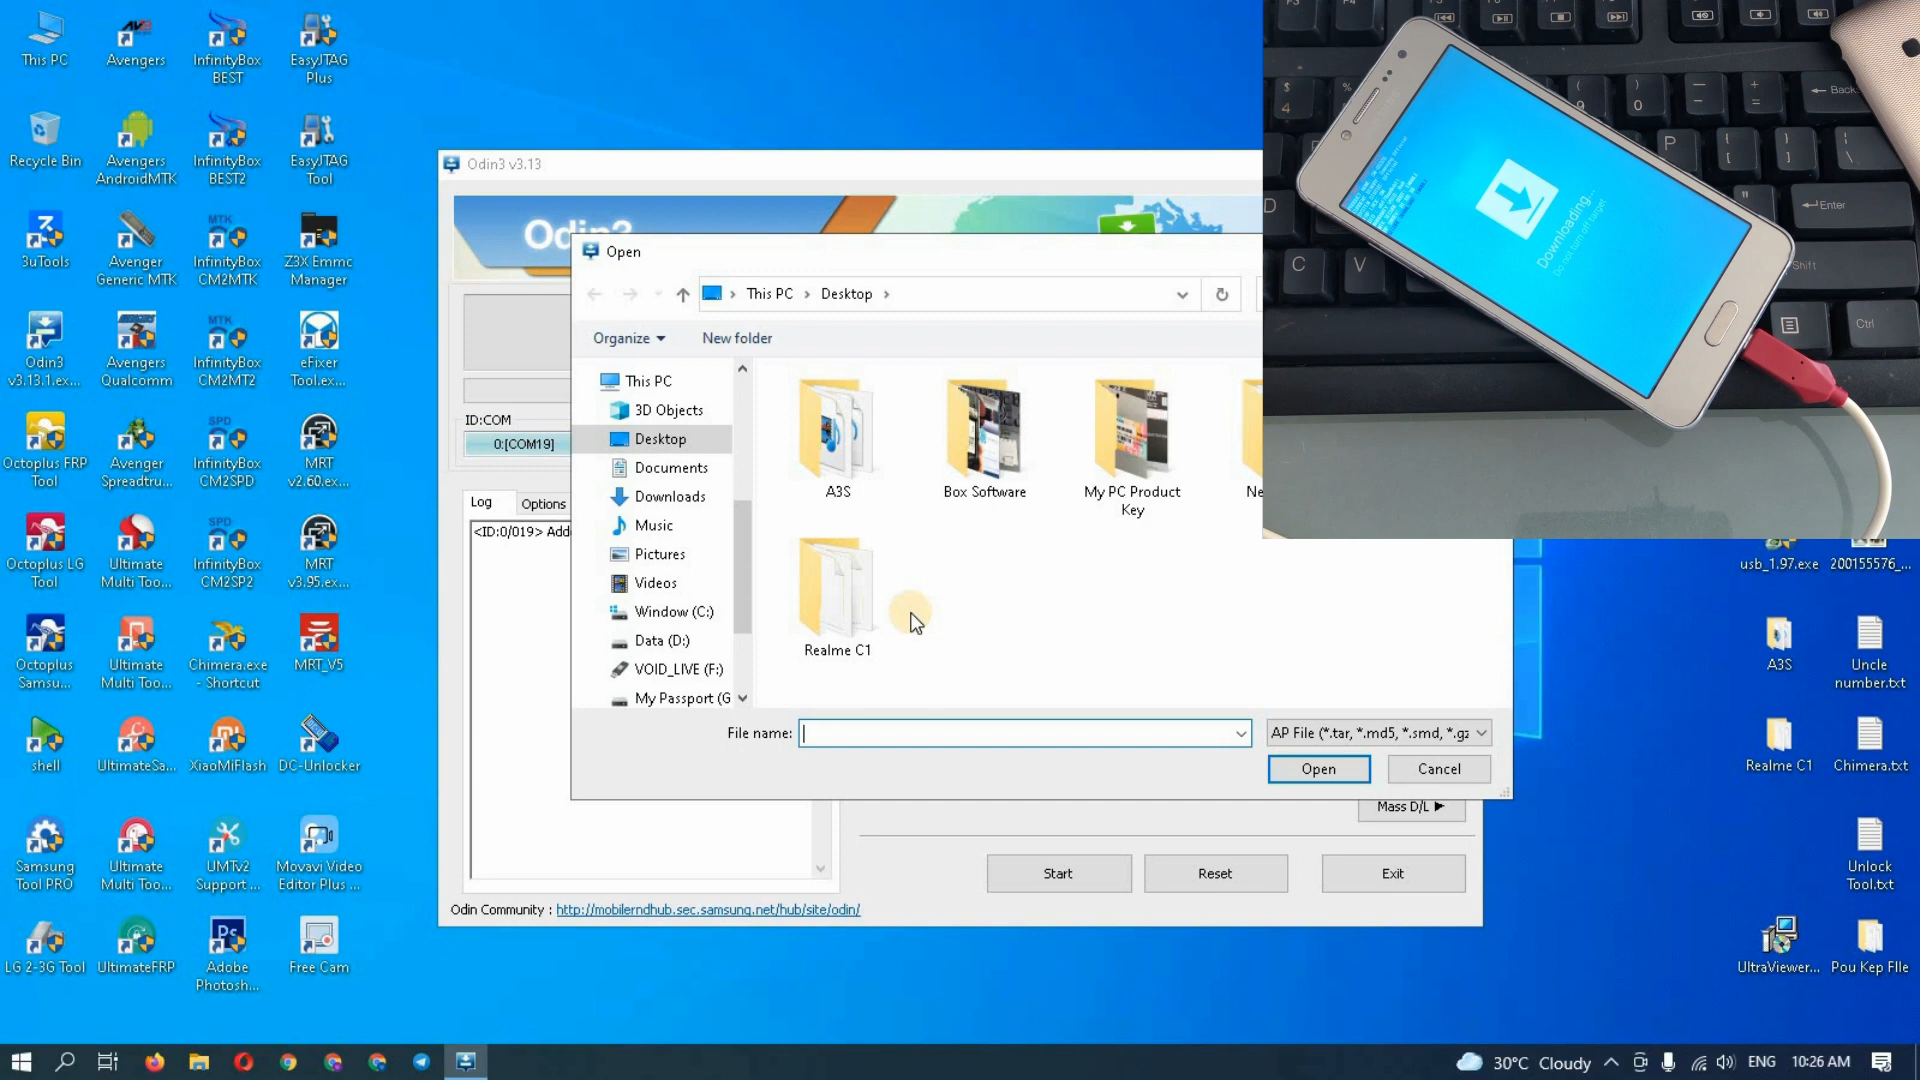 This PC
Avengers
InfinityBox
BEST
EasyJTAG
Plus
Recycle Bin
Avengers
AndroidMTK
InfinityBox
BEST2
EasyJTAG
Tool
3uTools
Avenger
Generic MTK
InfinityBox
CM2MTK
Z3X Emmc
Manager
Odin3
v3.13.1.ex...
Avengers
Qualcomm
InfinityBox
CM2MT2
eFixer
Tool.ex...
Octoplus FRP
Tool
Avenger
Spreadtru...
InfinityBox
CM2SPD
MRT
v2.60.ex...
Octoplus LG
Tool
Ultimate
Multi Too...
InfinityBox
CM2SP2
MRT
v3.95.ex...
Octoplus
Samsu...
Ultimate
Multi Too...
Chimera.exe
- Shortcut
MRT_V5
shell
UltimateSa...
XiaoMiFlash
DC-Unlocker
Samsung
Tool PRO
Ultimate
Multi Too...
UMTv2
Support ...
Movavi Video
Editor Plus ...
LG 2-3G Tool
UltimateFRP
Adobe
Photosh...
Free Cam
Odin3 v3.13
Open
This PC › Desktop ›
Organize
New folder
This PC
3D Objects
Desktop
Documents
Downloads
Music
Pictures
Videos
Window (C:)
Data (D:)
VOID_LIVE (F:)
My Passport (G
A3S
Box Software
My PC Product
Key
Ne
Realme C1
File name:
AP File (*.tar, *.md5, *.smd, *.gz
Open
Cancel
ID:COM
0:[COM19]
Log
Options
<ID:0/019> Add
Mass D/L ▶
Start
Reset
Exit
Odin Community : http://mobilerndhub.sec.samsung.net/hub/site/odin/
Downloading...
Do not turn off target
Back
Enter
Shift
Ctrl
usb_1.97.exe
200155576_...
A3S
Uncle
number.txt
Realme C1
Chimera.txt
Unlock
Tool.txt
UltraViewer...
Pou Kep FIle
30°C Cloudy
ENG
10:26 AM